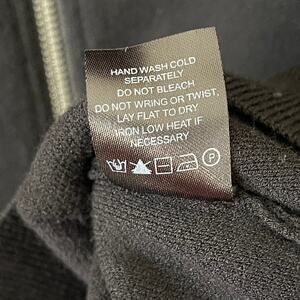 HAND WASH COLD
SEPARATELY
DO NOT BLEACH
DO NOT WRING OR TWIST,
LAY FLAT TO DRY
IRON LOW HEAT IF
NECESSARY
P